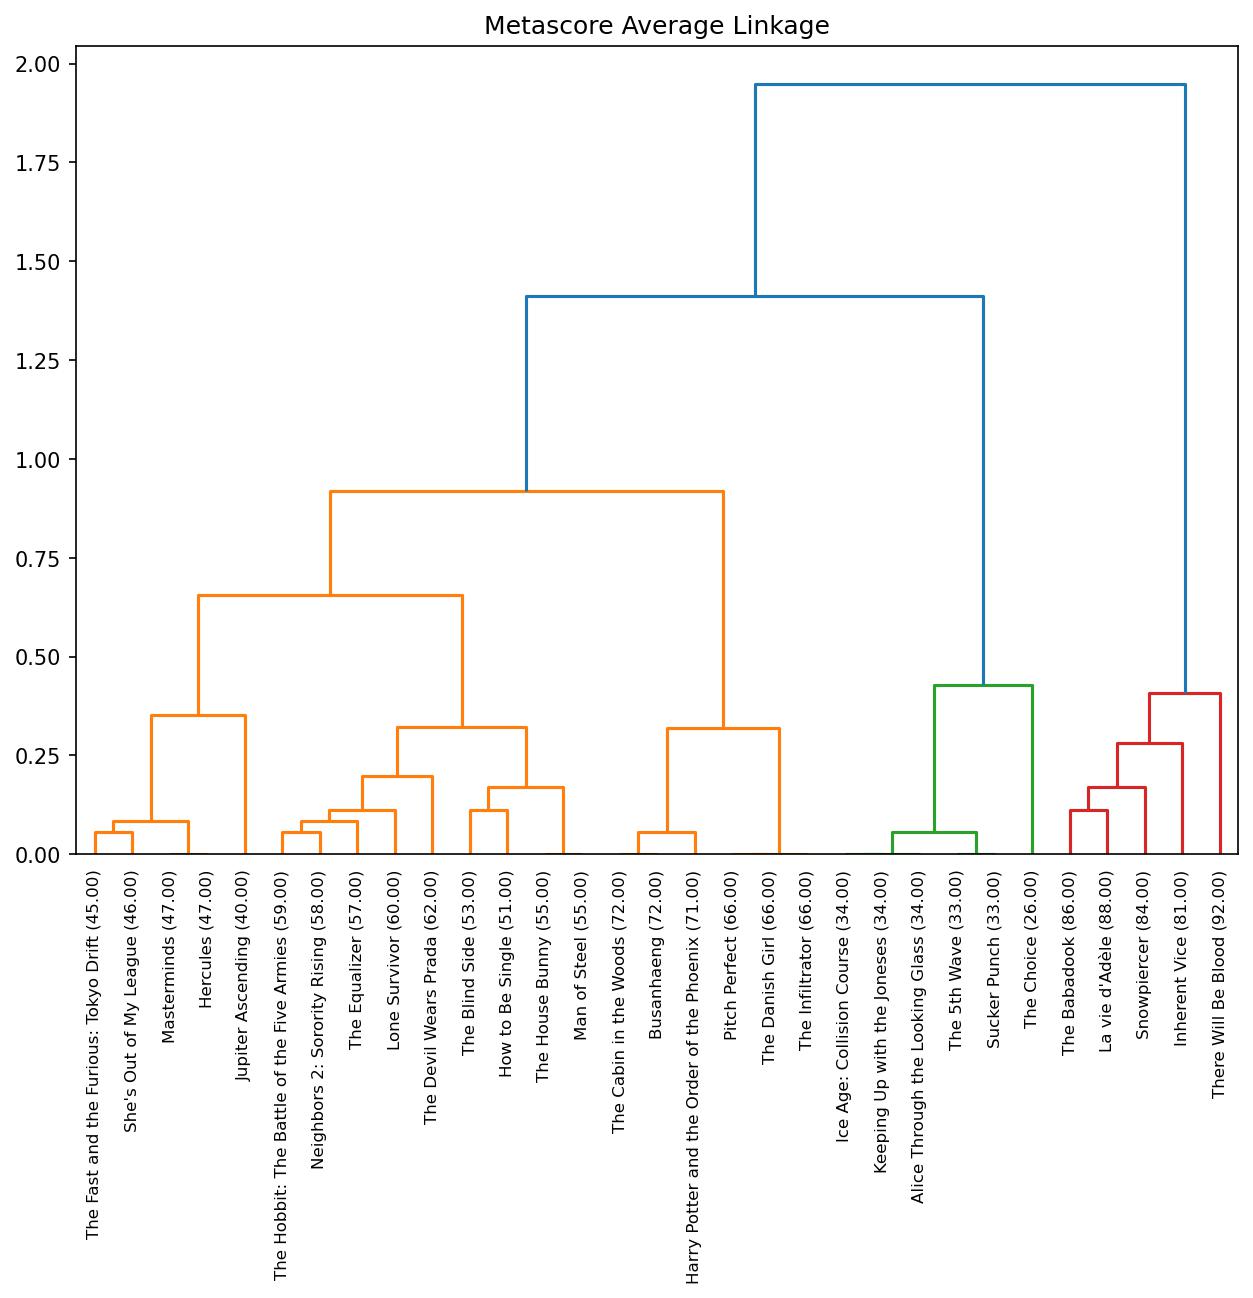 Metascore Average Linkage
2.00
1.75
1.50
1.25
1.00
0.75
0.50
0.25
0.00
The Fast and the Furious: Tokyo Drift (45.00)
She's Out of My League (46.00)
Masterminds (47.00)
Hercules (47.00)
Jupiter Ascending (40.00)
The Hobbit: The Battle of the Five Armies (59.00)
Neighbors 2: Sorority Rising (58.00)
The Equalizer (57.00)
Lone Survivor (60.00)
The Devil Wears Prada (62.00)
The Blind Side (53.00)
How to Be Single (51.00)
The House Bunny (55.00)
Man of Steel (55.00)
The Cabin in the Woods (72.00)
Busanhaeng (72.00)
Harry Potter and the Order of the Phoenix (71.00)
Pitch Perfect (66.00)
The Danish Girl (66.00)
The Infiltrator (66.00)
Ice Age: Collision Course (34.00)
Keeping Up with the Joneses (34.00)
Alice Through the Looking Glass (34.00)
The 5th Wave (33.00)
Sucker Punch (33.00)
The Choice (26.00)
The Babadook (86.00)
La vie d'Adèle (88.00)
Snowpiercer (84.00)
Inherent Vice (81.00)
There Will Be Blood (92.00)